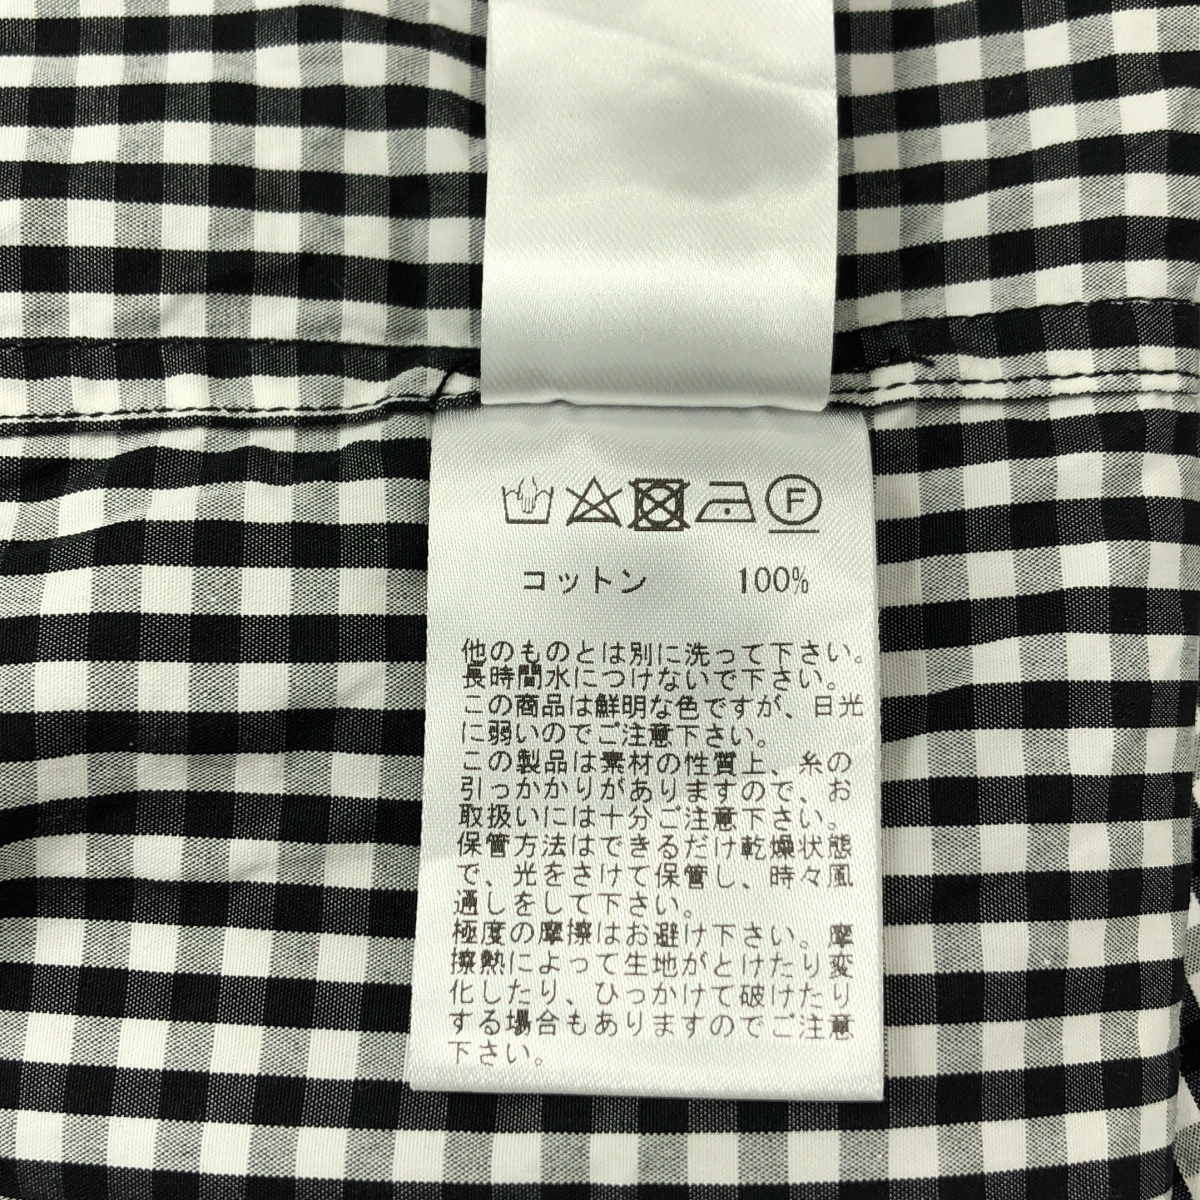 F
コットン 100%
他のものとは別に洗って下さい。
長時間水につけないで下さい。
この商品は鮮明な色ですが、日光
に弱いのでご注意下さい。
この製品は素材の性質上、糸の
引っかかりがありますので、お
取扱いには十分ご注意下さい。
保管方法はできるだけ乾燥状態
で、光をさけて保管し、時々風
通しをして下さい。
極度の摩擦はお避け下さい。摩
擦熱によって生地がとけたり変
化したり、ひっかけて破けたり
する場合もありますのでご注意
下さい。